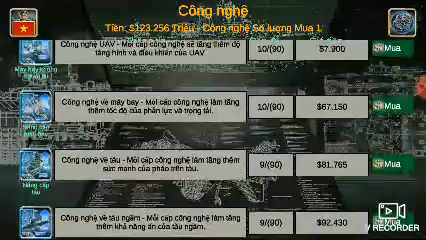 Công nghệ
Tiền: $123.256 Triệu - Công nghệ Số lượng Mua 1
Công nghệ UAV - Mỗi cấp công nghệ sẽ tăng thêm độ
tàng hình và điều khiển của UAV
10/(90)
$7.900
Mua
Công nghệ về máy bay - Mỗi cấp công nghệ làm tăng
thêm tốc độ của phản lực và trọng tải.
10/(90)
$67.150
Mua
Nâng cấp
Công nghệ về tàu - Mỗi cấp công nghệ làm tăng thêm
sức mạnh của pháo trên tàu.
9/(90)
$81.765
Mua
Nâng cấp
tàu
Công nghệ về tàu ngầm - Mỗi cấp công nghệ làm tăng
thêm khả năng ẩn của tàu ngầm.
9/(90)
$92.430
RECORDER